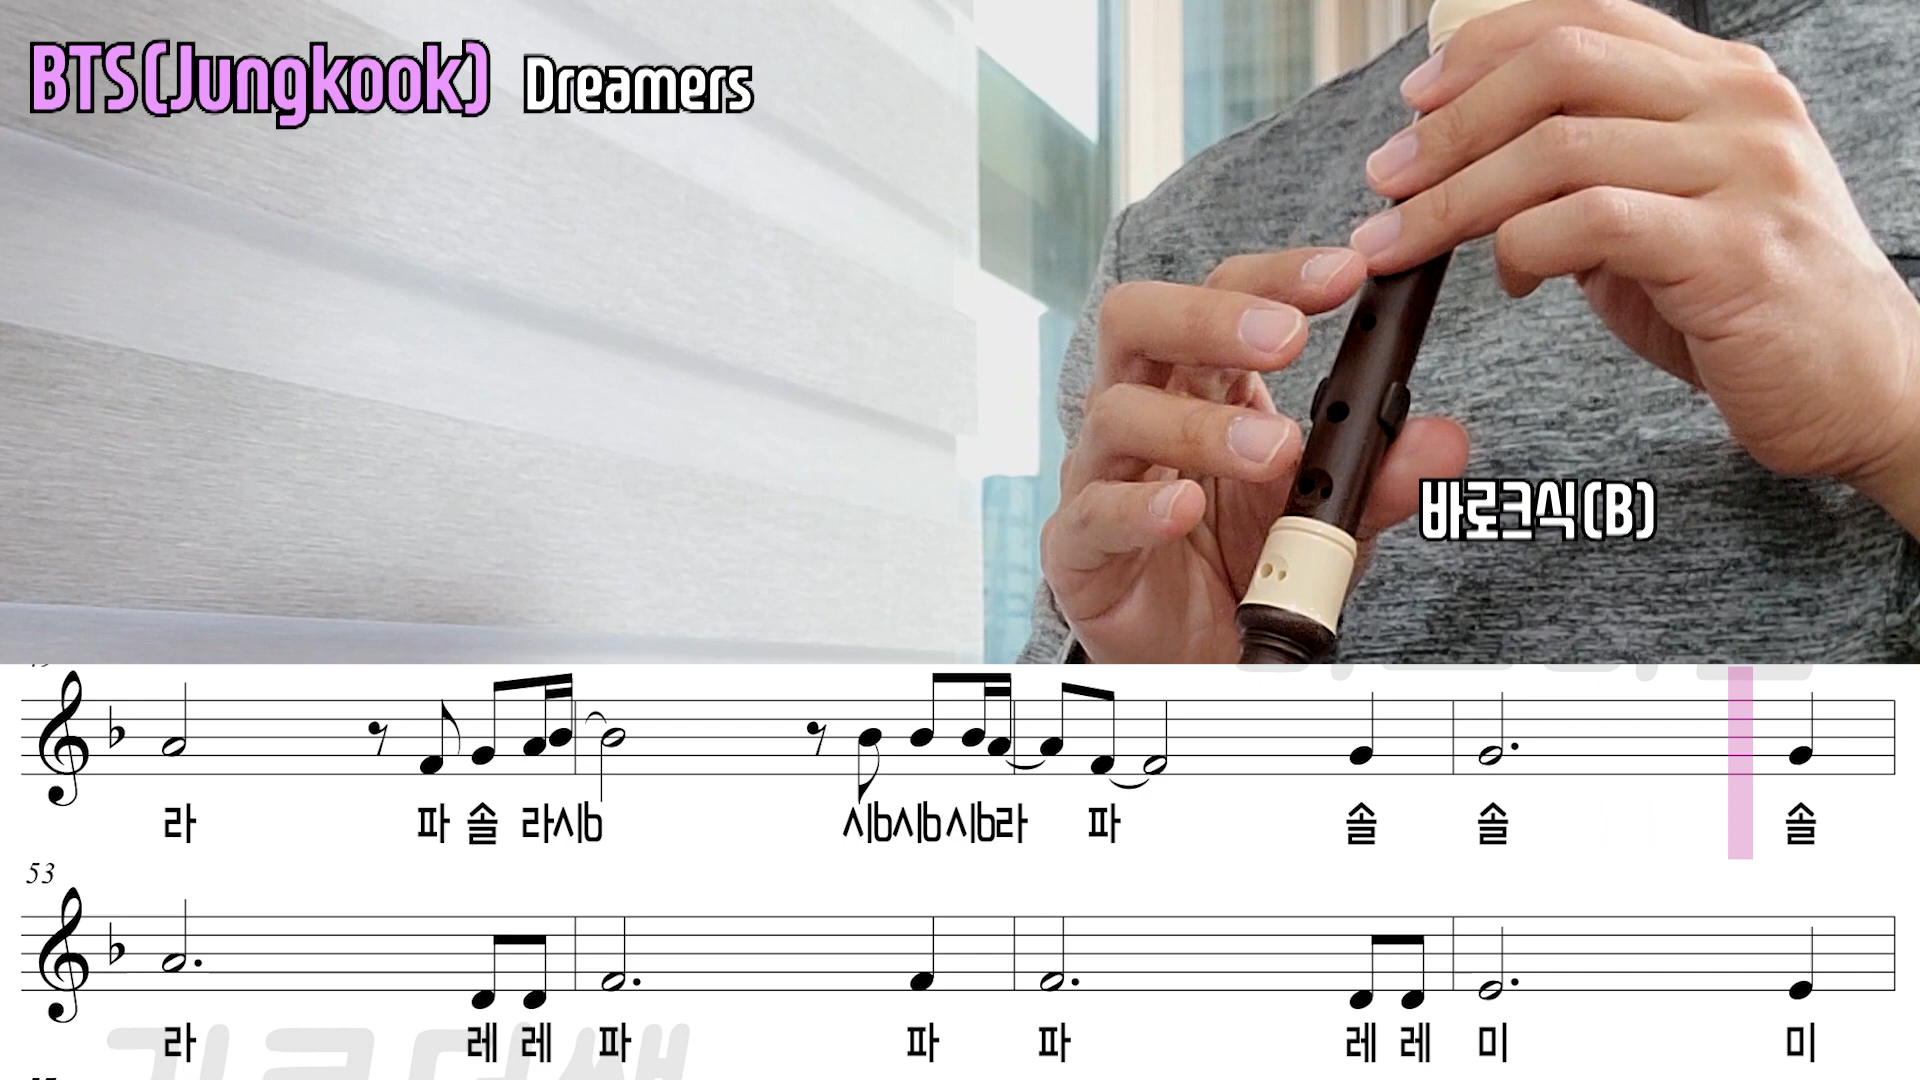 BTS(Jungkook) Dreamers
바로크식(B)
라 파 솔 라시b 시b시b시b라 파 솔 솔 솔
53
라 레 레 파 파 파 레 레 미 미